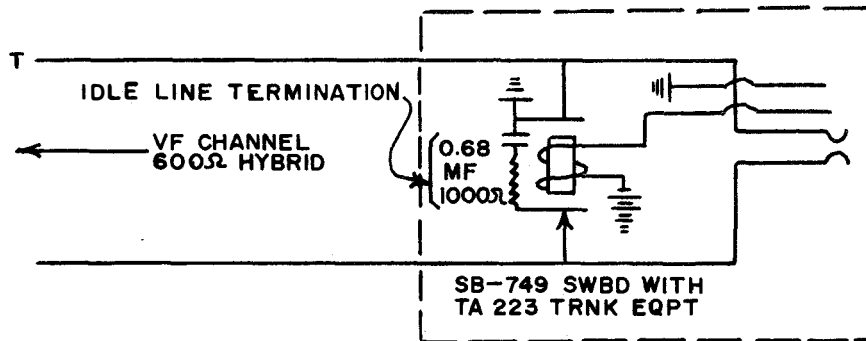 T
IDLE LINE TERMINATION
VF CHANNEL
600Ω HYBRID
0.68
MF
1000Ω
SB-749 SWBD WITH
TA 223 TRNK EQPT